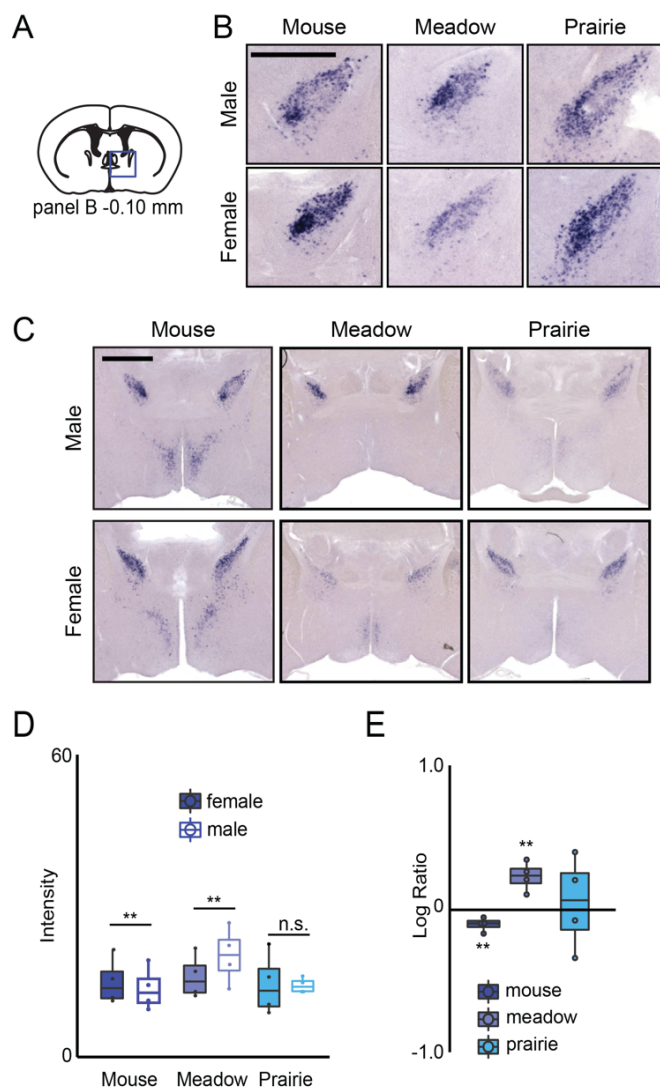 A
panel B -0.10 mm
B
Mouse Meadow Prairie
Male
Female
C
Mouse Meadow Prairie
Male
Female
D
60
Intensity
0
female
male
** ** n.s.
Mouse Meadow Prairie
E
1.0
Log Ratio
0
-1.0
**
**
mouse
meadow
prairie